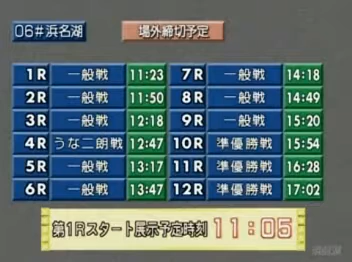 06#浜名湖 場外締切予定
1R 一般戦 11:23 7R 一般戦 14:18
2R 一般戦 11:50 8R 一般戦 14:49
3R 一般戦 12:18 9R 一般戦 15:20
4R うな二朗戦 12:47 10R 準優勝戦 15:54
5R 一般戦 13:17 11R 準優勝戦 16:28
6R 一般戦 13:47 12R 準優勝戦 17:02
第1Rスタート展示予定時刻 11:05